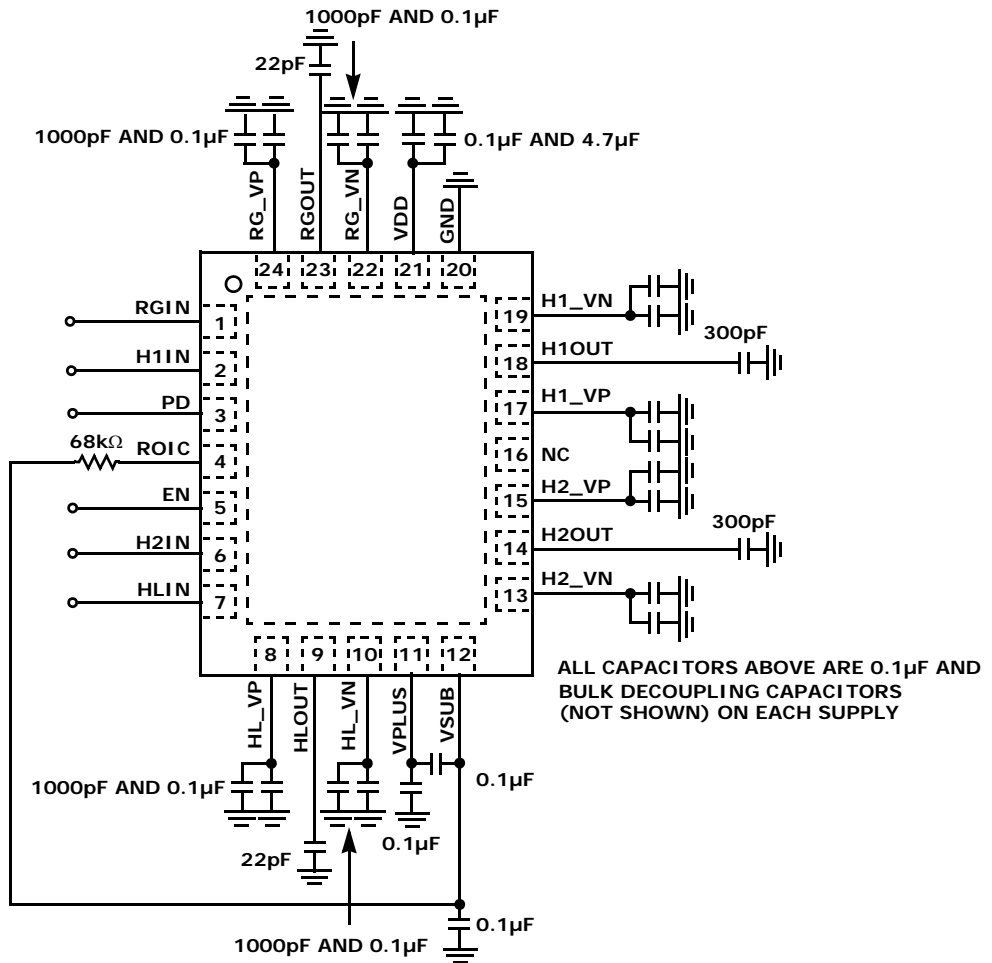 1000pF AND 0.1µF
22pF
1000pF AND 0.1µF
0.1µF AND 4.7µF
RG_VP
RGOUT
RG_VN
VDD
GND
24
23
22
21
20
RGIN
1
H1IN
2
PD
3
68kΩ
ROIC
4
EN
5
H2IN
6
HLIN
7
19
H1_VN
300pF
18
H1OUT
17
H1_VP
16
NC
15
H2_VP
300pF
14
H2OUT
13
H2_VN
8
9
10
11
12
ALL CAPACITORS ABOVE ARE 0.1µF AND
BULK DECOUPLING CAPACITORS
(NOT SHOWN) ON EACH SUPPLY
HL_VP
HLOUT
HL_VN
VPLUS
VSUB
1000pF AND 0.1µF
0.1µF
0.1µF
22pF
0.1µF
1000pF AND 0.1µF